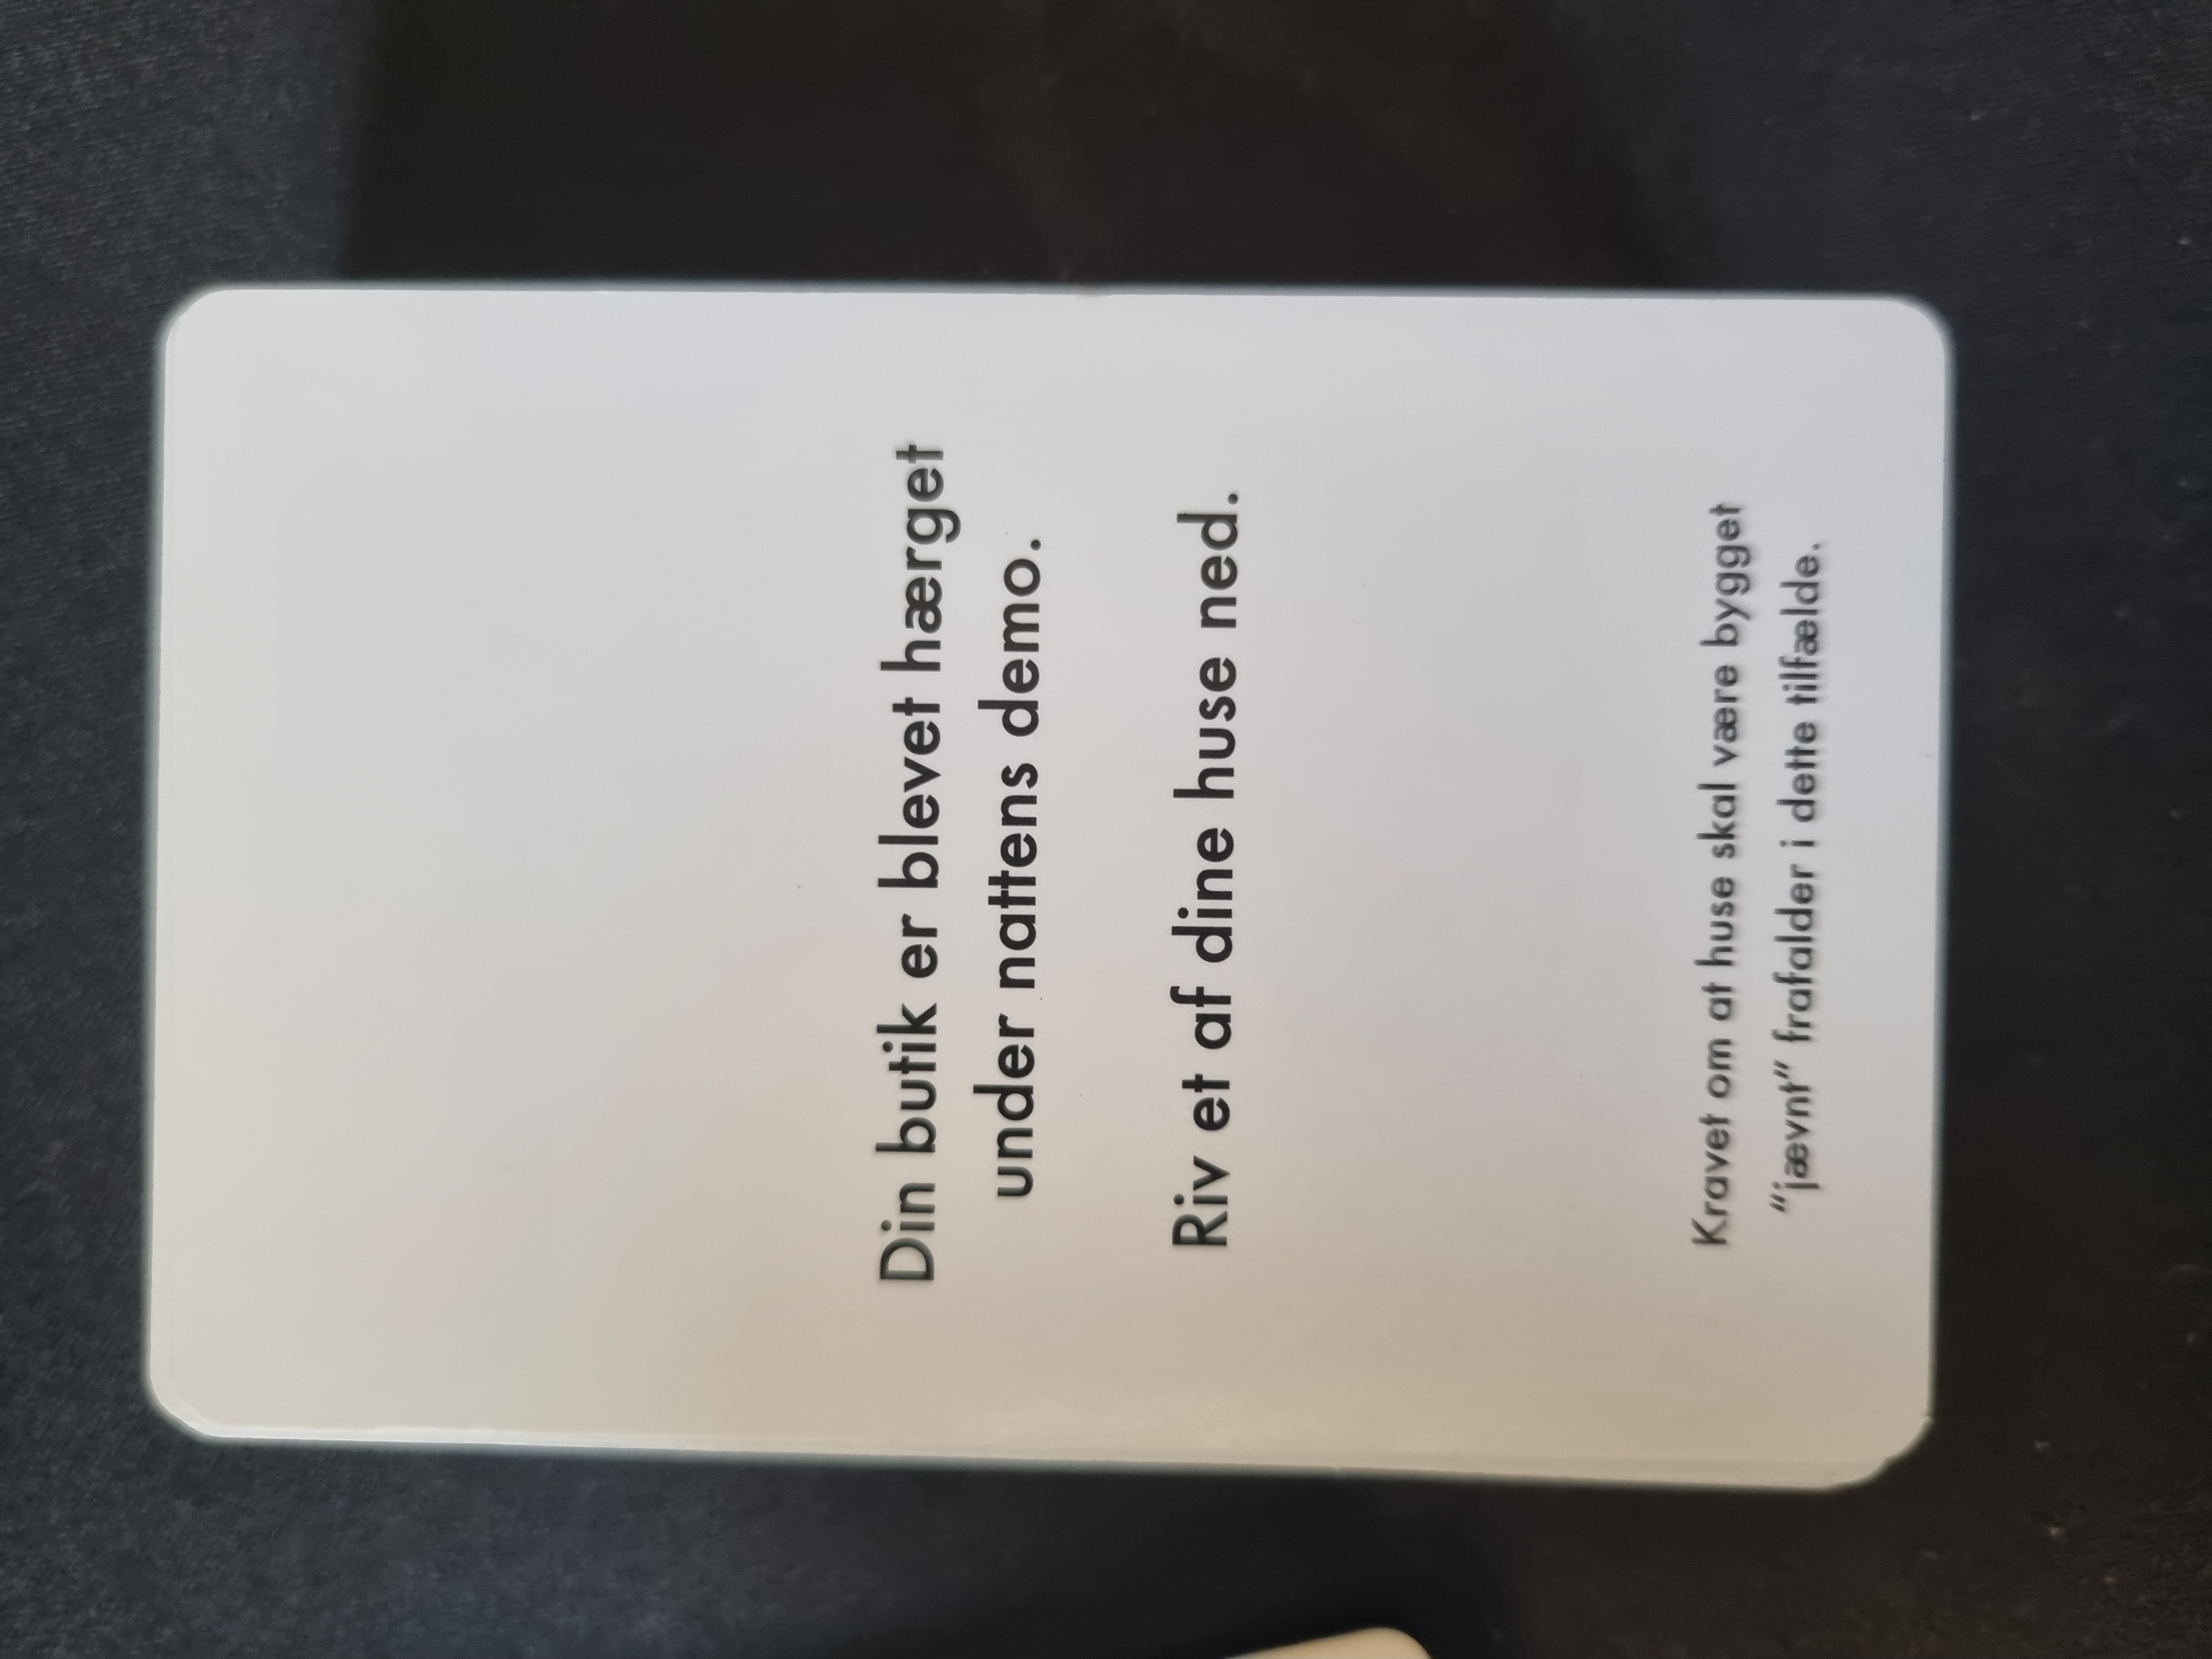 Din butik er blevet hærget
under nattens demo.
Riv et af dine huse ned.
Kravet om at huse skal være bygget
"jævnt" frafalder i dette tilfælde.